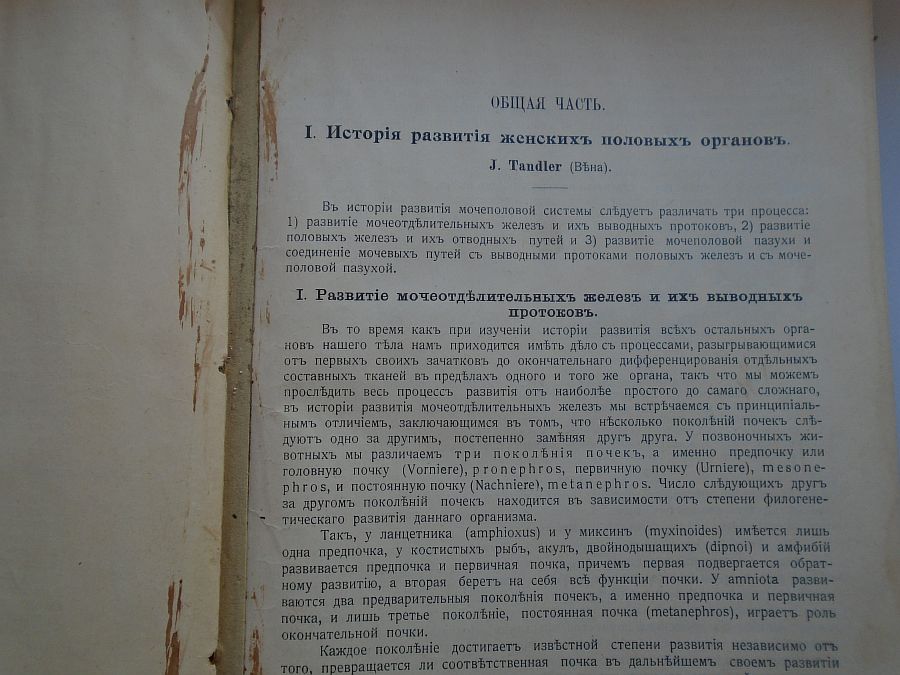 ОБЩАЯ ЧАСТЬ.
I. Исторія развитія женскихъ половыхъ органовъ.
J. Tandler (Вѣна).
Въ исторіи развитія мочеполовой системы слѣдуетъ различать три процесса:
1) развитіе мочеотдѣлительныхъ железъ и ихъ выводныхъ протоковъ, 2) развитіе
половыхъ железъ и ихъ отводныхъ путей и 3) развитіе мочеполовой пазухи и
соединеніе мочевыхъ путей съ выводными протоками половыхъ железъ и съ моче-
половой пазухой.
I. Развитіе мочеотдѣлительныхъ железъ и ихъ выводныхъ
протоковъ.
Въ то время какъ при изученіи исторіи развитія всѣхъ остальныхъ орга-
новъ нашего тѣла намъ приходится имѣть дѣло съ процессами, разыгрывающимися
отъ первыхъ своихъ зачатковъ до окончательнаго дифференцированія отдѣльныхъ
составныхъ тканей въ предѣлахъ одного и того же органа, такъ что мы можемъ
прослѣдить весь процессъ развитія отъ наиболѣе простого до самаго сложнаго,
въ исторіи развитія мочеотдѣлительныхъ железъ мы встрѣчаемся съ принципіаль-
нымъ отличіемъ, заключающимся въ томъ, что нѣсколько поколѣній почекъ слѣ-
дуютъ одно за другимъ, постепенно замѣняя другъ друга. У позвоночныхъ жи-
вотныхъ мы различаемъ три поколѣнія почекъ, а именно предпочку или
головную почку (Vorniere), pronephros, первичную почку (Urniere), mesone-
phros, и постоянную почку (Nachniere), metanephros. Число слѣдующихъ другъ
за другомъ поколѣній почекъ находится въ зависимости отъ степени филогене-
тическаго развитія даннаго организма.
Такъ, у ланцетника (amphioxus) и у миксинъ (myxinoides) имѣется лишь
одна предпочка, у костистыхъ рыбъ, акулъ, двойнодышащихъ (dipnoi) и амфибій
развивается предпочка и первичная почка, причемъ первая подвергается обрат-
ному развитію, а вторая беретъ на себя всѣ функціи почки. У amniota разви-
ваются два предварительныя поколѣнія почекъ, а именно предпочка и первичная
почка, и лишь третье поколѣніе, постоянная почка (metanephros), играетъ роль
окончательной почки.
Каждое поколѣніе достигаетъ извѣстной степени развитія независимо отъ
того, превращается ли соотвѣтственная почка въ дальнѣйшемъ своемъ развитіи